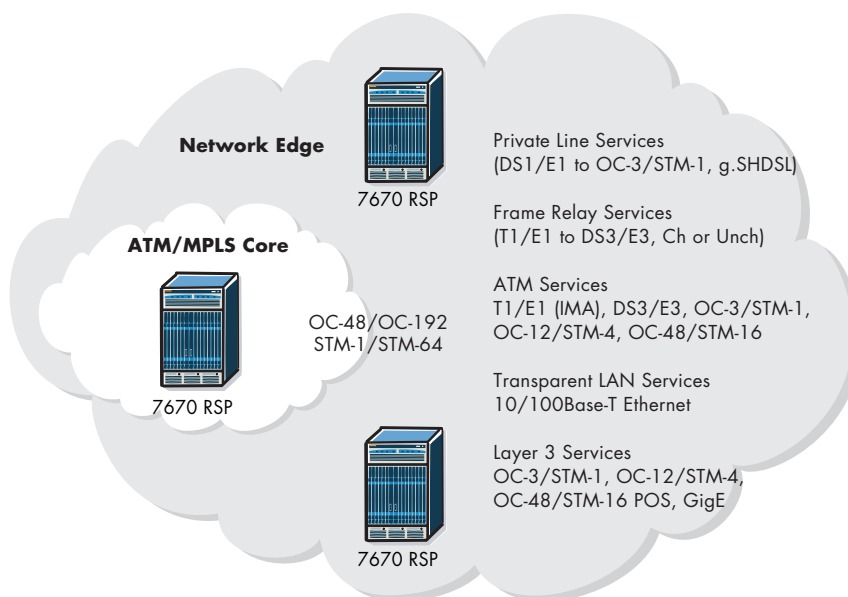 Network Edge
7670 RSP
ATM/MPLS Core
7670 RSP
OC-48/OC-192
STM-1/STM-64
7670 RSP
Private Line Services
(DS1/E1 to OC-3/STM-1, g.SHDSL)
Frame Relay Services
(T1/E1 to DS3/E3, Ch or Unch)
ATM Services
T1/E1 (IMA), DS3/E3, OC-3/STM-1,
OC-12/STM-4, OC-48/STM-16
Transparent LAN Services
10/100Base-T Ethernet
Layer 3 Services
OC-3/STM-1, OC-12/STM-4,
OC-48/STM-16 POS, GigE